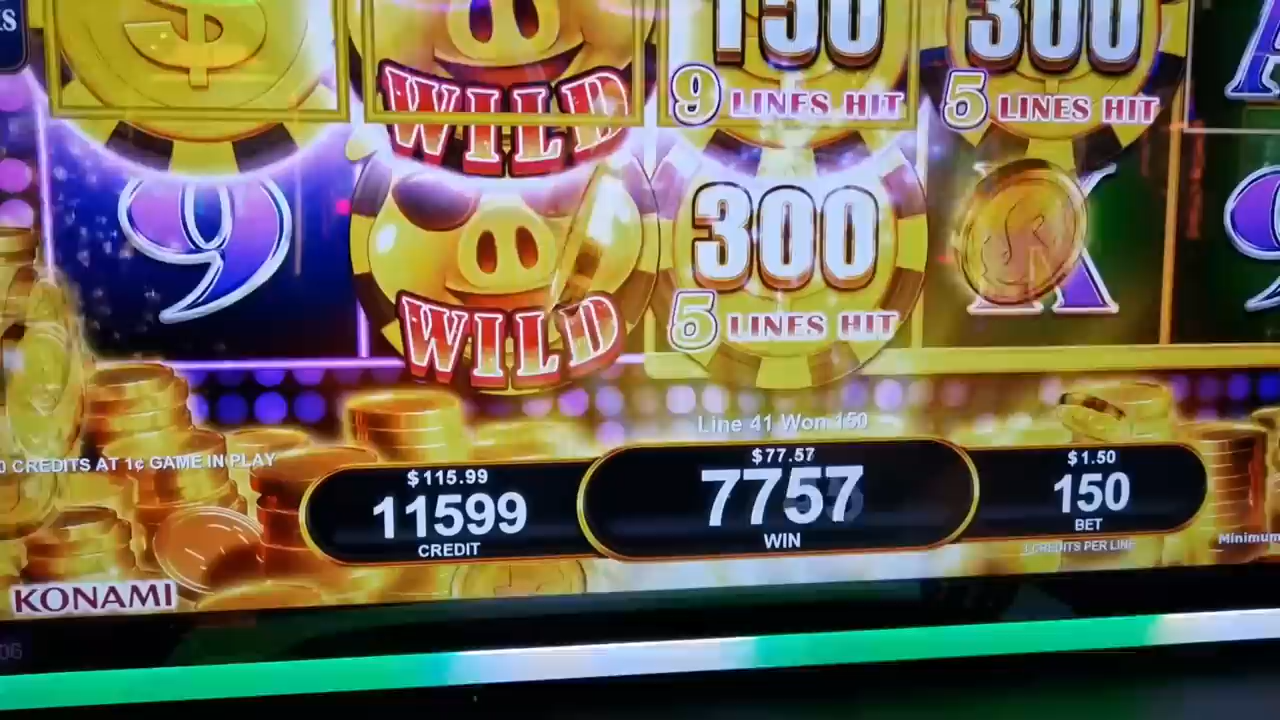 150
300
WILD
9 LINES HIT
5 LINES HIT
9
WILD
300
5 LINES HIT
K
Line 41 Won 150
CREDITS AT 1¢ GAME IN PLAY
$115.99
11599
CREDIT
$77.57
7757
WIN
$1.50
150
BET
CREDITS PER LINE
Minimum
KONAMI
06